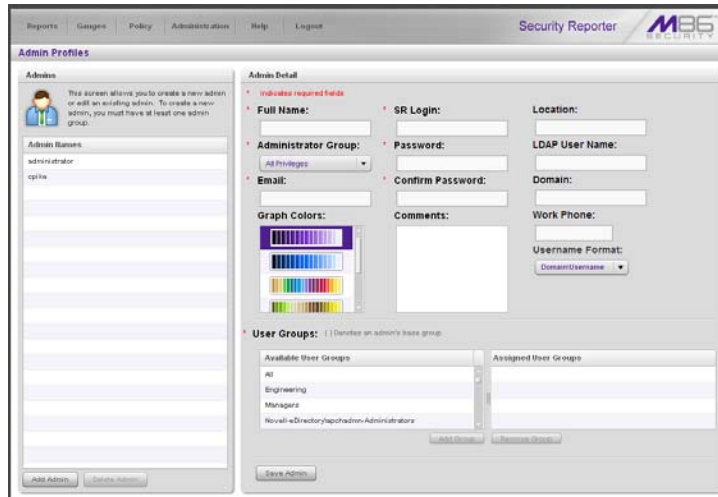 Reports Gauges Policy Administration Help Logout
Security Reporter
M86
SECURITY
Admin Profiles
Admins
This screen allows you to create a new admin
or edit an existing admin. To create a new
admin, you must have at least one admin
group.
Admin Names
administrator
cpike
Add Admin Delete Admin
Admin Detail
* Indicates required fields
* Full Name: * SR Login: Location:
* Administrator Group: * Password: LDAP User Name:
All Privileges
* Email: * Confirm Password: Domain:
Graph Colors: Comments: Work Phone:
Username Format:
Domain\Username
* User Groups: ( ) Denotes an admin's base group.
Available User Groups Assigned User Groups
All
Engineering
Managers
Novell-eDirectory\apchadmn-Administrators
Add Group Remove Group
Save Admin